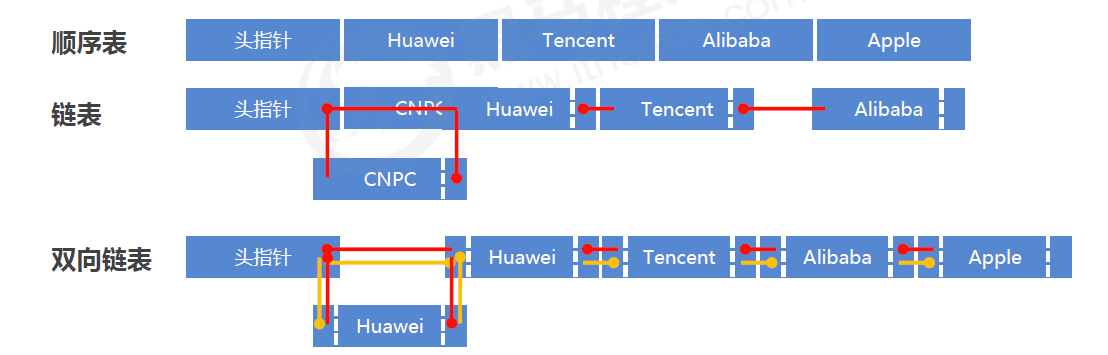 顺序表 头指针 Huawei Tencent Alibaba Apple
链表 头指针 CNPC Huawei Tencent Alibaba
CNPC
双向链表 头指针 Huawei Tencent Alibaba Apple
Huawei